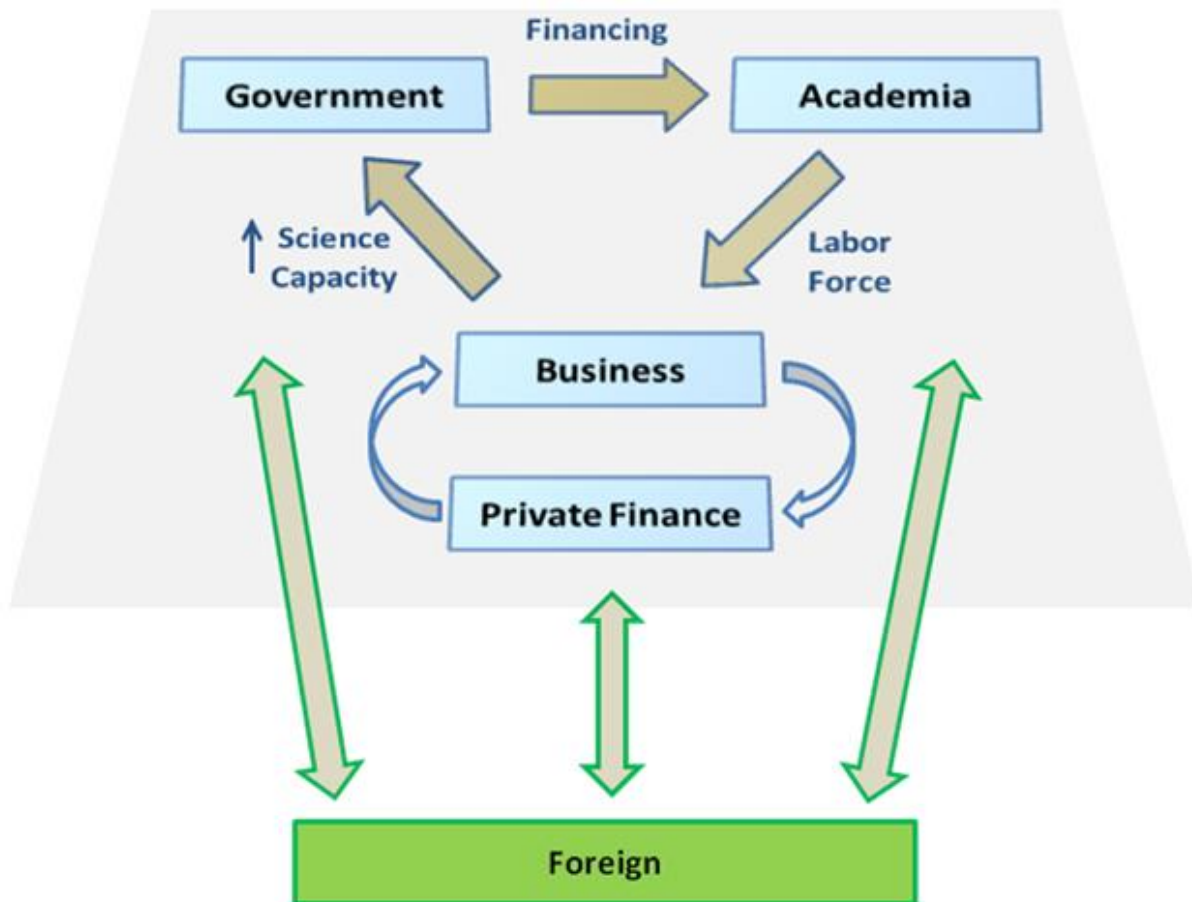 Financing
Government
Academia
Science
Capacity
Labor
Force
Business
Private Finance
Foreign